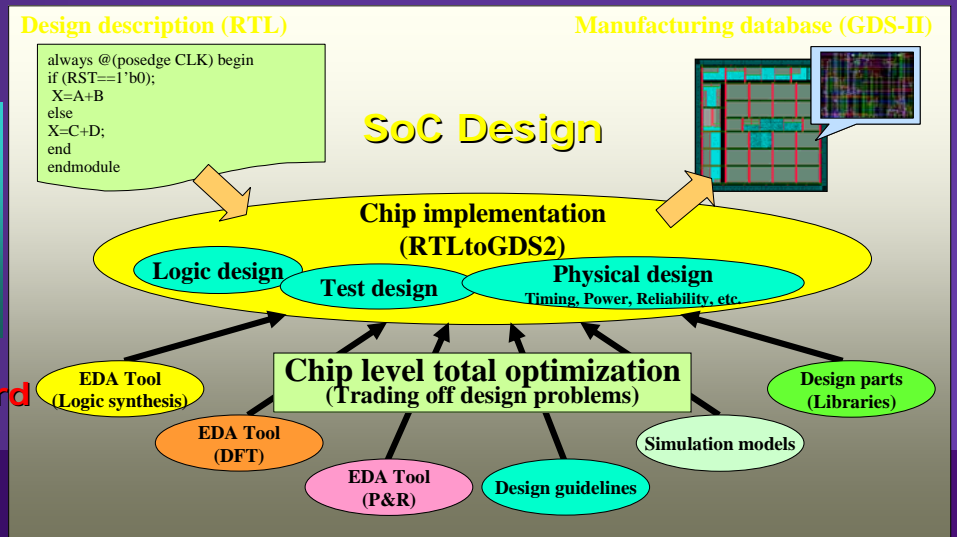 Design description (RTL)
Manufacturing database (GDS-II)
always @(posedge CLK) begin
if (RST==1’b0);
X=A+B
else
X=C+D;
end
endmodule
SoC Design
Chip implementation
(RTLtoGDS2)
Logic design
Test design
Physical design
Timing, Power, Reliability, etc.
Chip level total optimization
(Trading off design problems)
rd
EDA Tool
(Logic synthesis)
EDA Tool
(DFT)
EDA Tool
(P&R)
Design guidelines
Simulation models
Design parts
(Libraries)